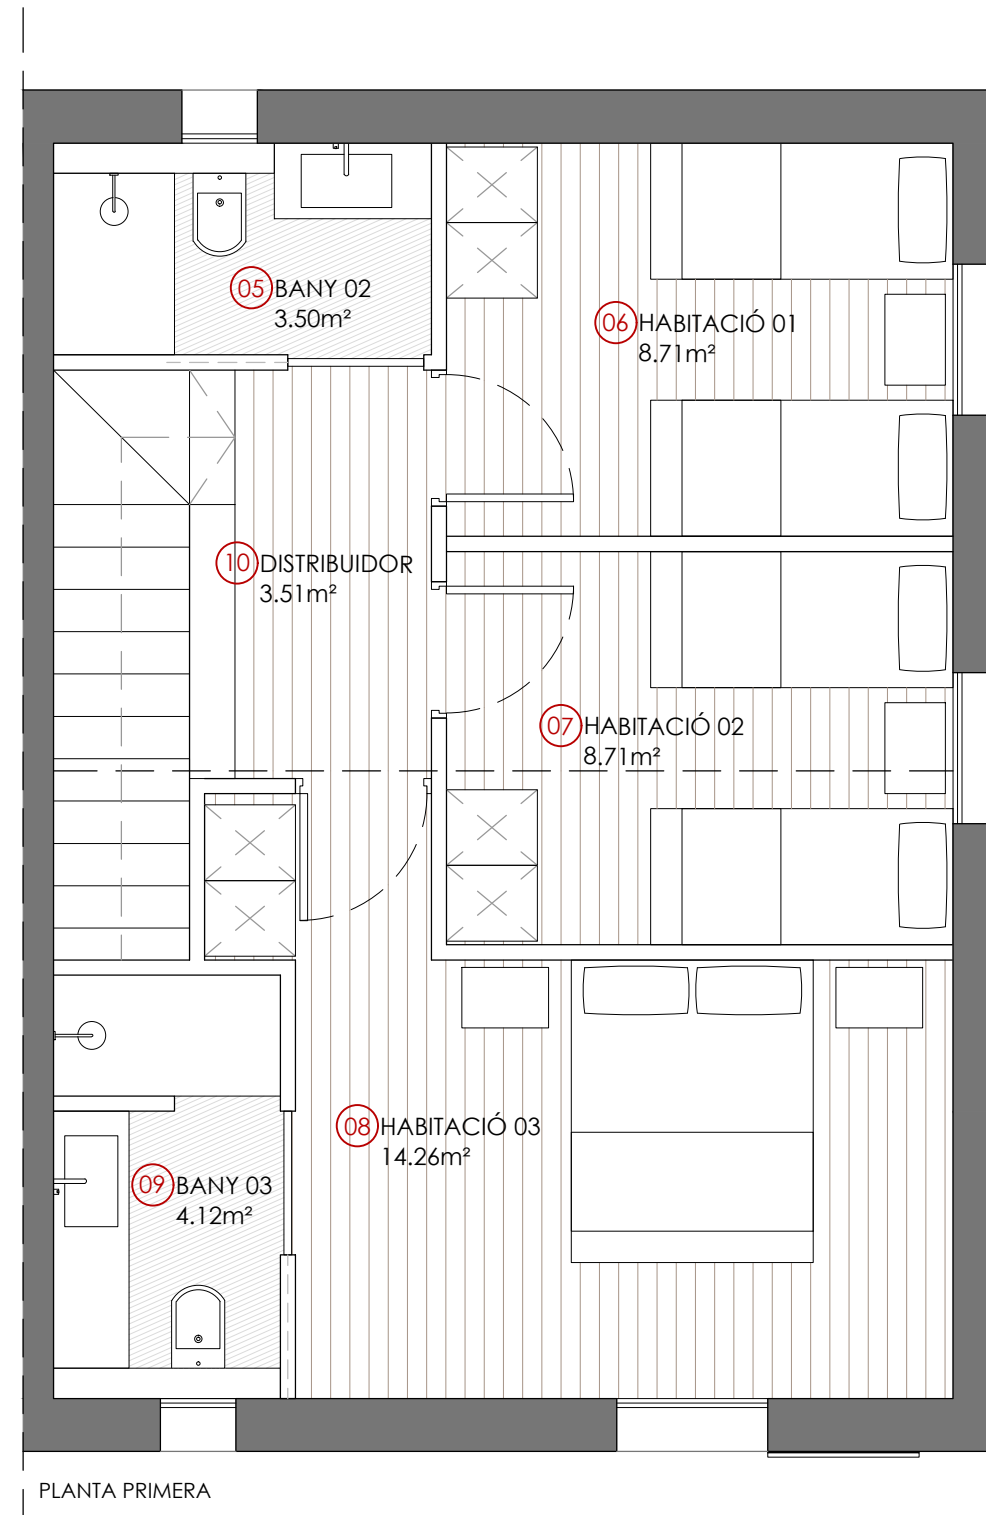 05 BANY 02
3.50m²
06 HABITACIÓ 01
8.71m²
10 DISTRIBUIDOR
3.51m²
07 HABITACIÓ 02
8.71m²
08 HABITACIÓ 03
14.26m²
09 BANY 03
4.12m²
PLANTA PRIMERA